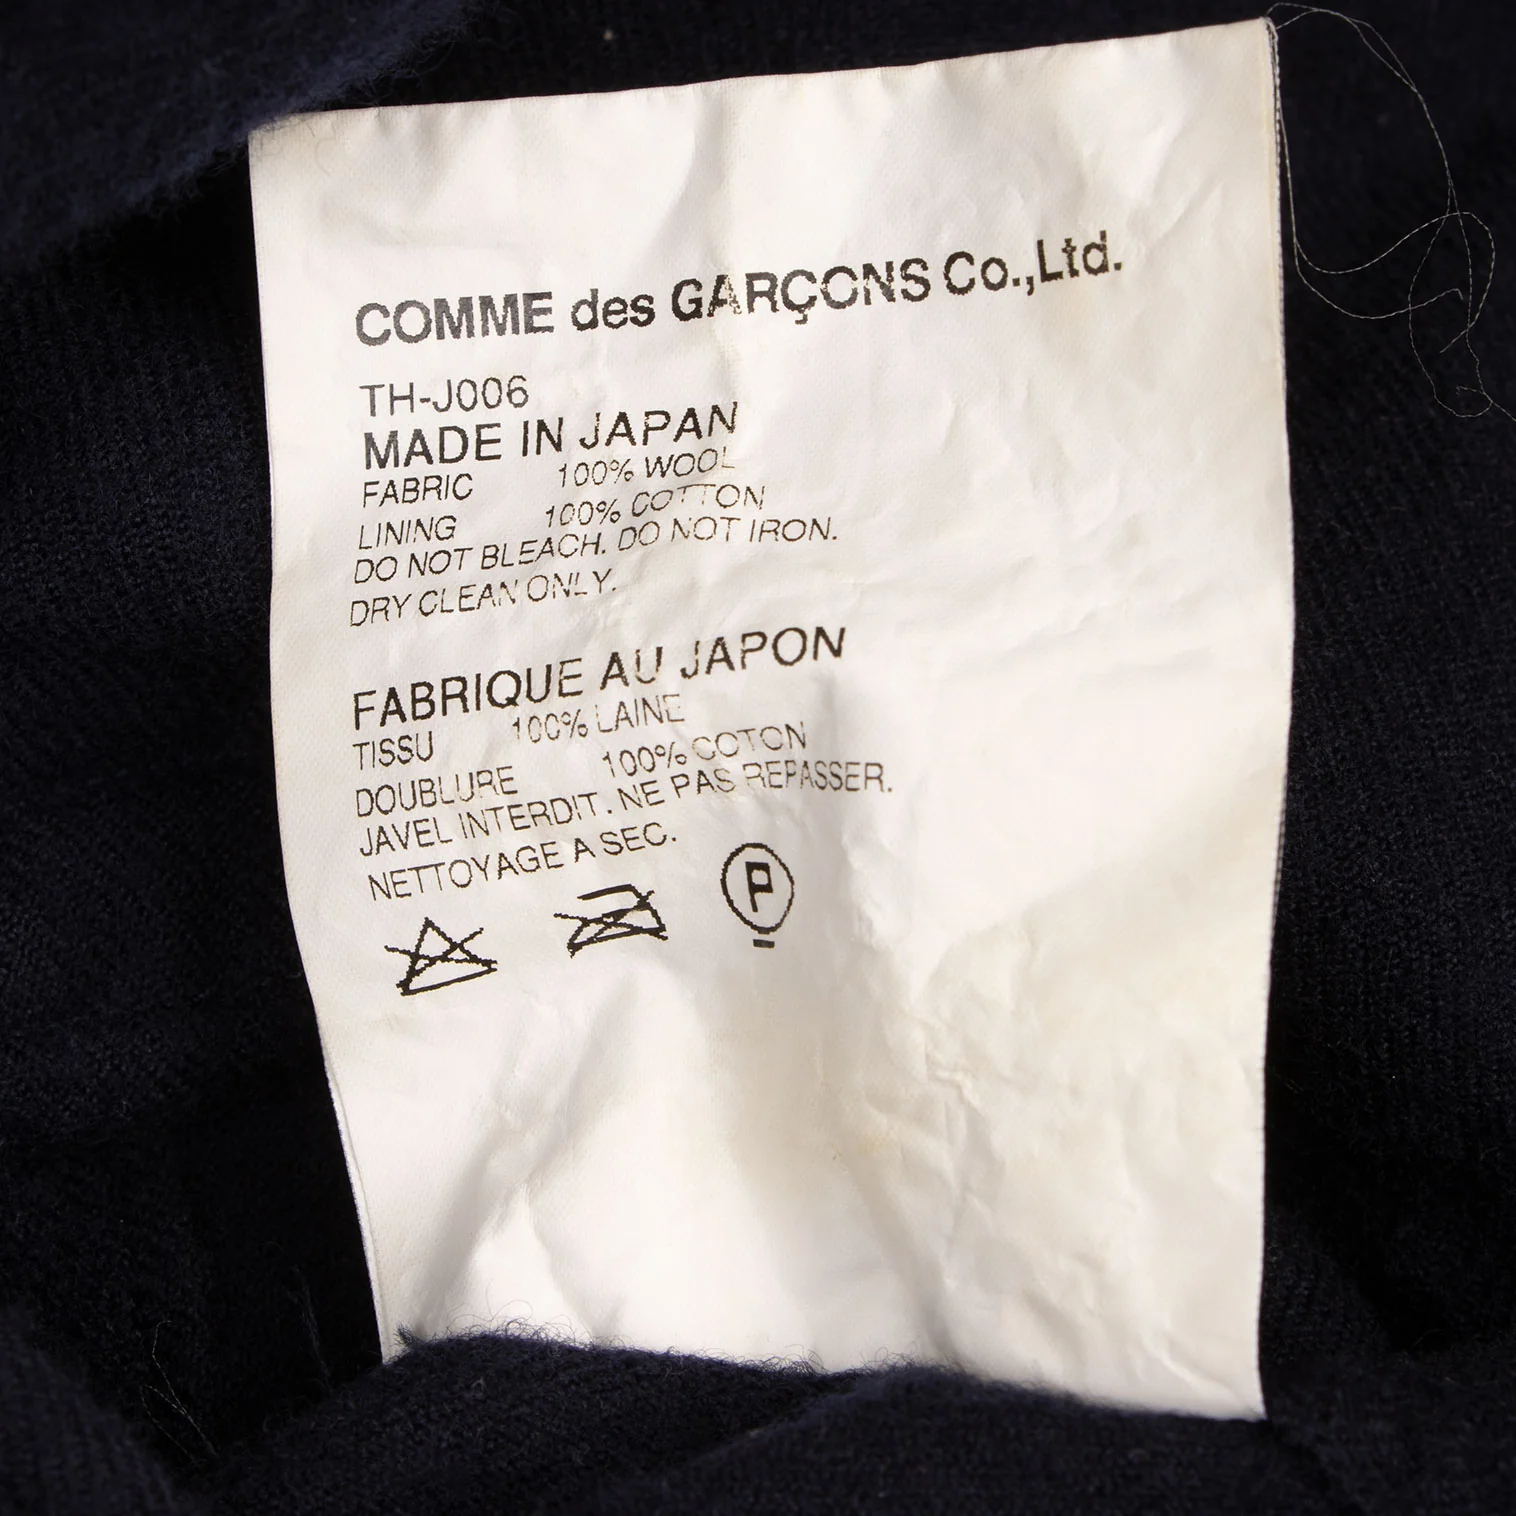 COMME des GARÇONS Co.,Ltd.
TH-J006
MADE IN JAPAN
FABRIC 100% WOOL
LINING 100% COTTON
DO NOT BLEACH. DO NOT IRON.
DRY CLEAN ONLY.
FABRIQUE AU JAPON
TISSU 100% LAINE
DOUBLURE 100% COTON
JAVEL INTERDIT. NE PAS REPASSER.
NETTOYAGE A SEC.
P